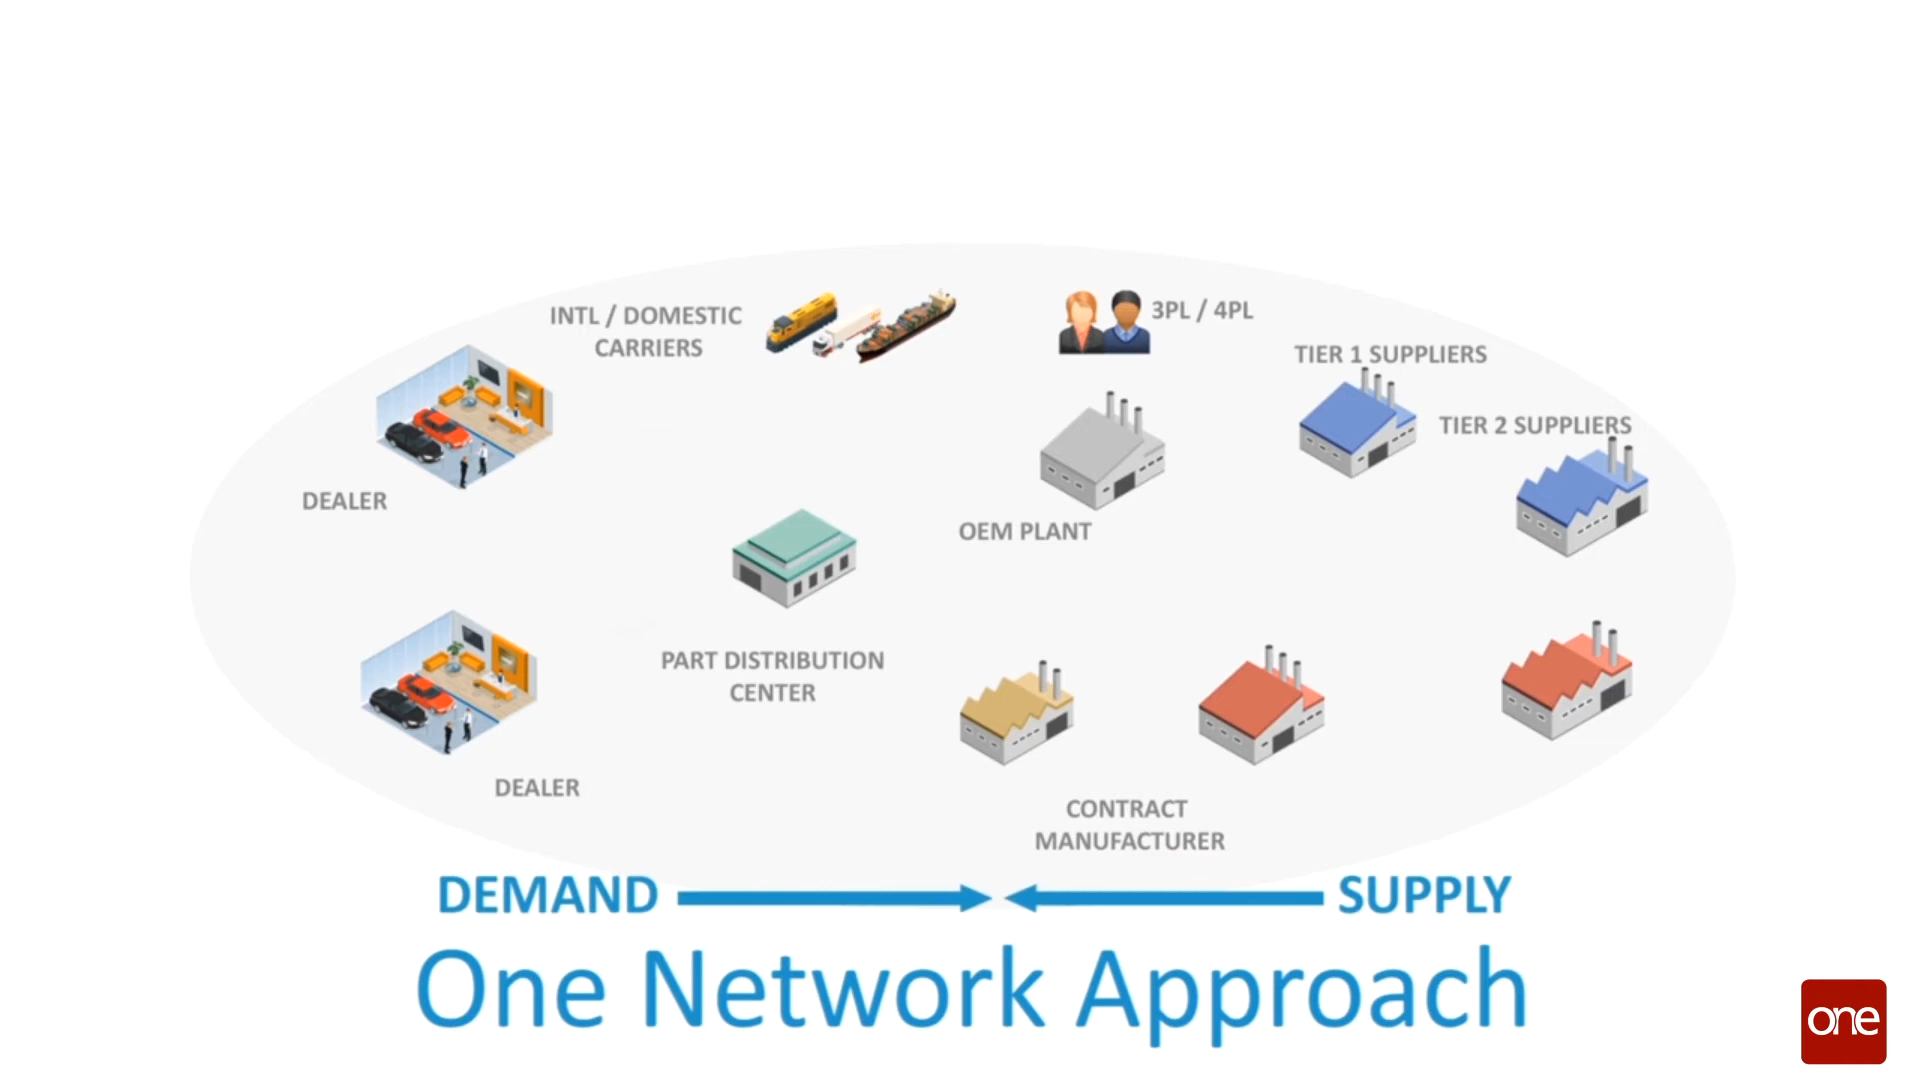 INTL / DOMESTIC
CARRIERS
3PL / 4PL
TIER 1 SUPPLIERS
TIER 2 SUPPLIERS
DEALER
OEM PLANT
PART DISTRIBUTION
CENTER
DEALER
CONTRACT
MANUFACTURER
DEMAND
SUPPLY
One Network Approach
one